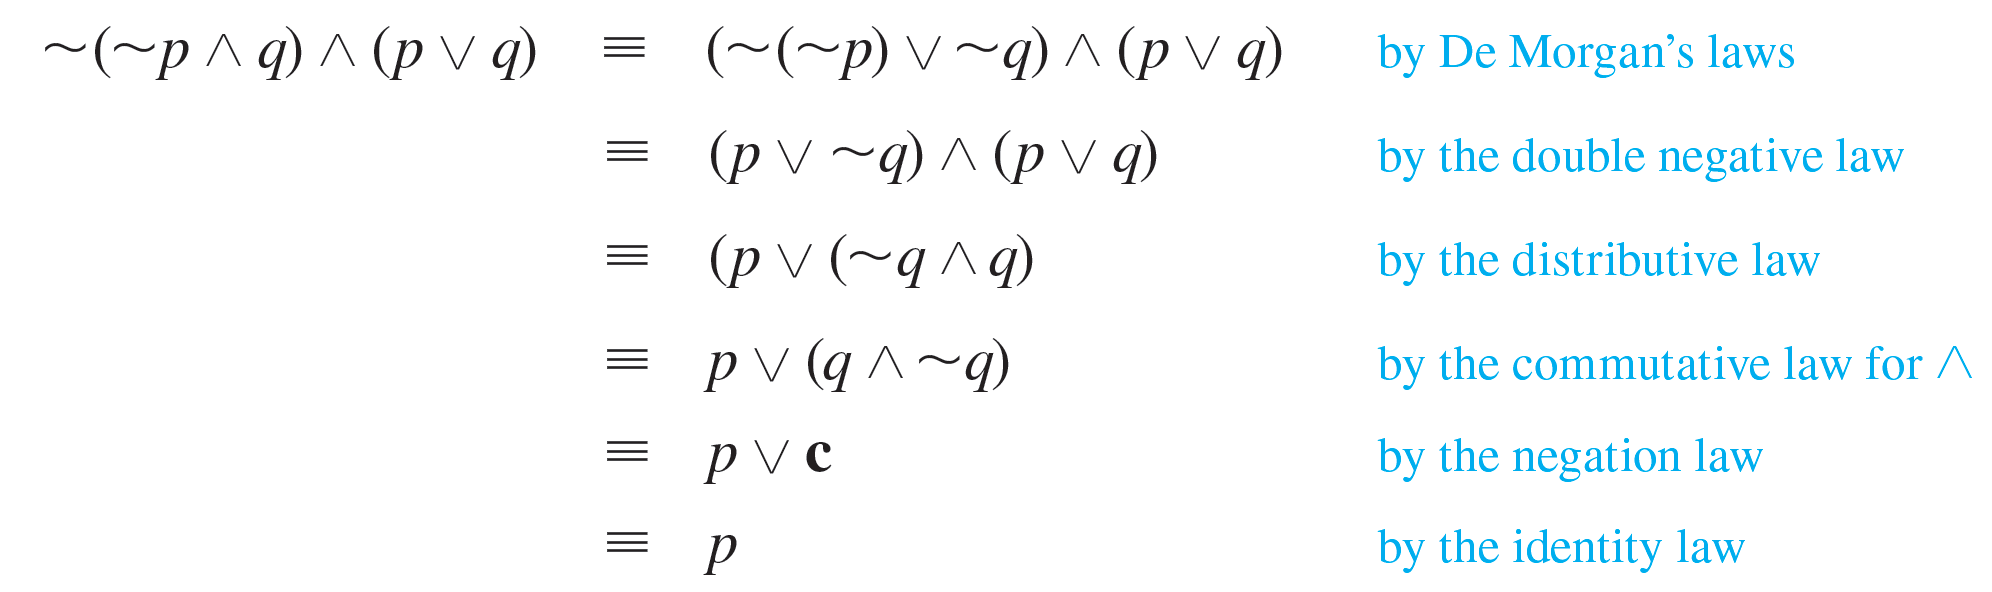 ~(~p ∧ q) ∧ (p ∨ q) ≡ (~(~p) ∨ ~q) ∧ (p ∨ q) by De Morgan’s laws
≡ (p ∨ ~q) ∧ (p ∨ q) by the double negative law
≡ (p ∨ (~q ∧ q) by the distributive law
≡ p ∨ (q ∧ ~q) by the commutative law for ∧
≡ p ∨ c by the negation law
≡ p by the identity law